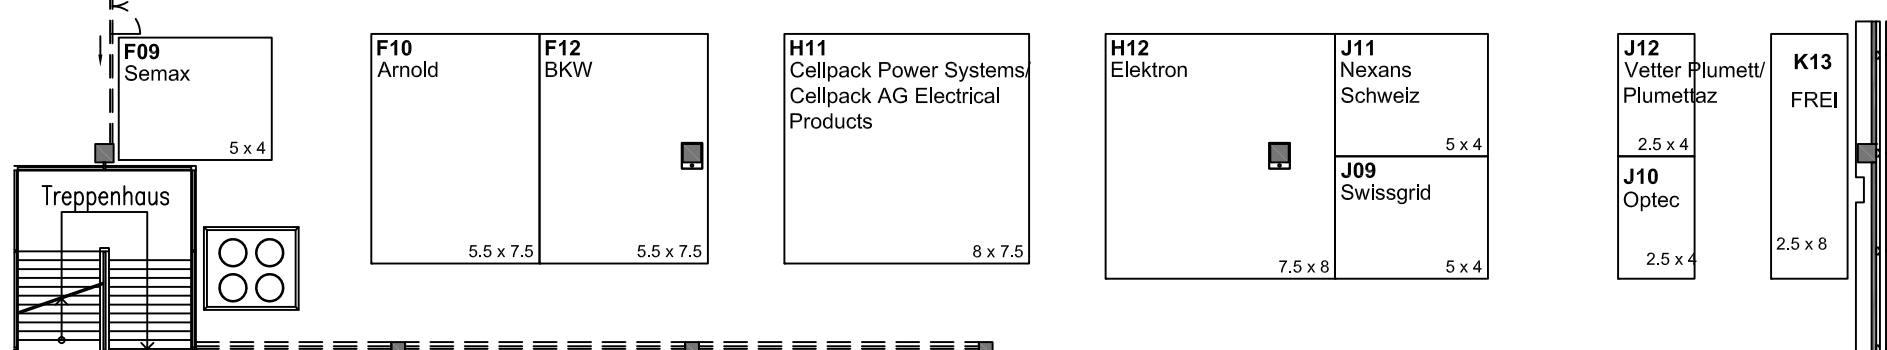 F09
Semax
5 x 4
Treppenhaus
F10
Arnold
5.5 x 7.5
F12
BKW
5.5 x 7.5
H11
Cellpack Power Systems/
Cellpack AG Electrical
Products
8 x 7.5
H12
Elektron
7.5 x 8
J11
Nexans
Schweiz
5 x 4
J09
Swissgrid
5 x 4
J12
Vetter Plumett/
Plumettaz
2.5 x 4
J10
Optec
2.5 x 4
K13
FREI
2.5 x 8